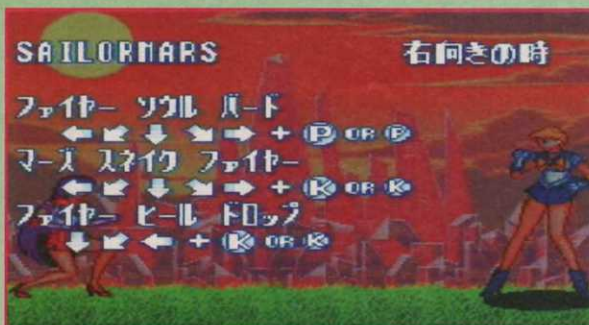 SAILORMARS 右向きの時
ファイヤー ソウル バード
← ↙ ↓ ↘ → + P OR P
マーズ スネイク ファイヤー
← ↙ ↓ ↘ → + K OR K
ファイヤー ヒール ドロップ
↓ ↙ ← + K OR K